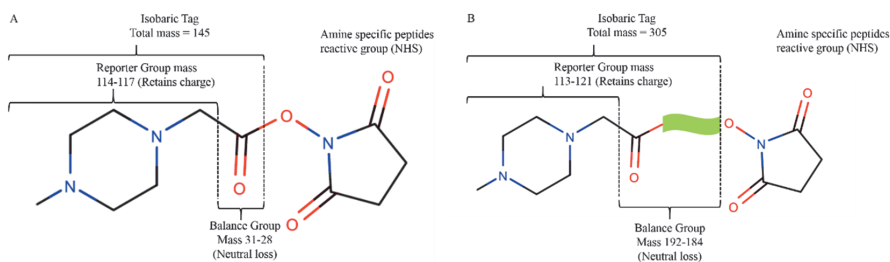 A
Isobaric Tag
Total mass = 145
Amine specific peptides
reactive group (NHS)
Reporter Group mass
114-117 (Retains charge)
O
O
N
N
N
O
O
Balance Group
Mass 31-28
(Neutral loss)
B
Isobaric Tag
Total mass = 305
Amine specific peptides
reactive group (NHS)
Reporter Group mass
113-121 (Retains charge)
O
O
N
N
N
O
O
Balance Group
Mass 192-184
(Neutral loss)